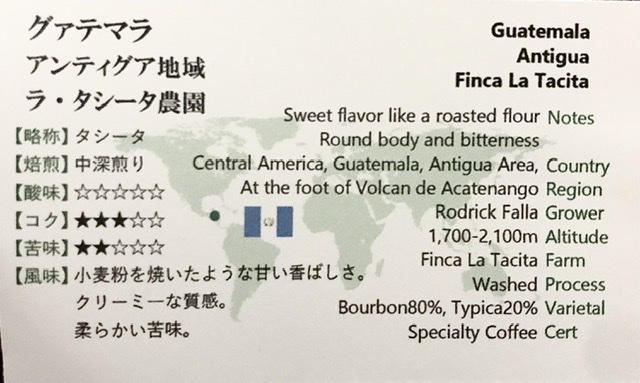 グァテマラ
アンティグア地域
ラ・タシータ農園
Guatemala
Antigua
Finca La Tacita
【略称】タシータ
【焙煎】中深煎り
【酸味】☆☆☆☆☆
【コク】★★★☆☆
【苦味】★★☆☆☆
【風味】小麦粉を焼いたような甘い香ばしさ。
クリーミーな質感。
柔らかい苦味。
Sweet flavor like a roasted flour Notes
Round body and bitterness
Central America, Guatemala, Antigua Area, Country
At the foot of Volcan de Acatenango Region
Rodrick Falla Grower
1,700-2,100m Altitude
Finca La Tacita Farm
Washed Process
Bourbon80%, Typica20% Varietal
Specialty Coffee Cert